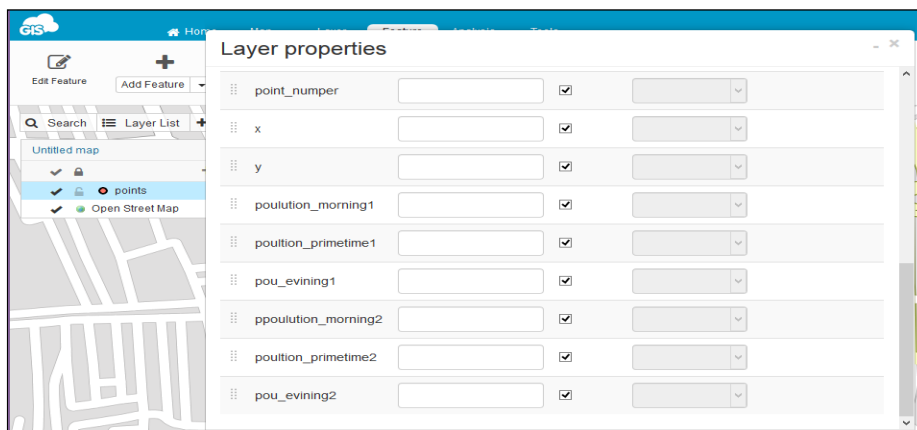 GIS
Home
Layer properties
Edit Feature
Add Feature
Search
Layer List
Untitled map
points
Open Street Map
point_numper
x
y
poulution_morning1
poultion_primetime1
pou_evining1
ppoulution_morning2
poultion_primetime2
pou_evining2